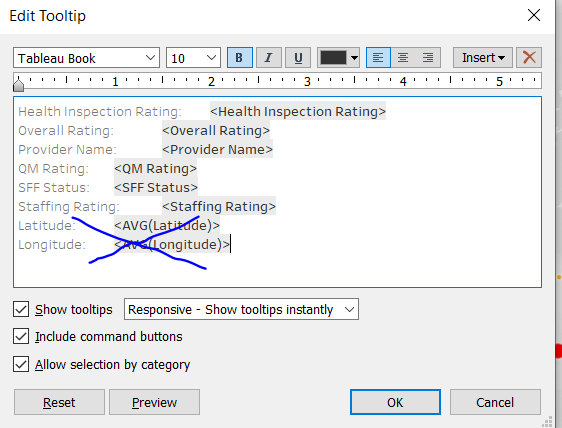 Edit Tooltip
Tableau Book 10 B I U Insert
1 2 3 4 5
Health Inspection Rating: <Health Inspection Rating>
Overall Rating: <Overall Rating>
Provider Name: <Provider Name>
QM Rating: <QM Rating>
SFF Status: <SFF Status>
Staffing Rating: <Staffing Rating>
Latitude: <AVG(Latitude)>
Longitude: <AVG(Longitude)>
Show tooltips Responsive - Show tooltips instantly
Include command buttons
Allow selection by category
Reset Preview OK Cancel